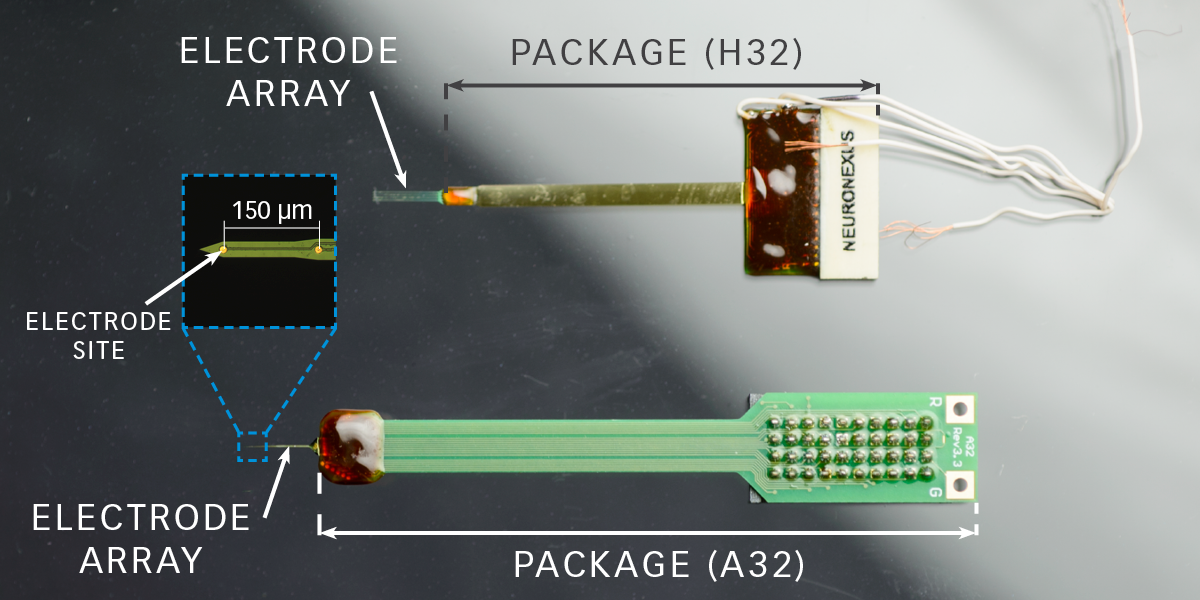 ELECTRODE
ARRAY
PACKAGE (H32)
NEURONEXUS
150 µm
ELECTRODE
SITE
R
A32
Rev3.3
G
ELECTRODE
ARRAY
PACKAGE (A32)